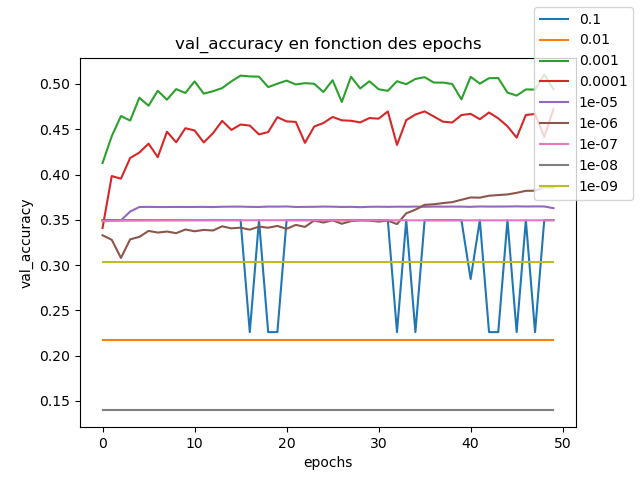 val_accuracy en fonction des epochs
0.1
0.01
0.001
0.0001
1e-05
1e-06
1e-07
1e-08
1e-09
val_accuracy
0.50
0.45
0.40
0.35
0.30
0.25
0.20
0.15
0
10
20
30
40
50
epochs